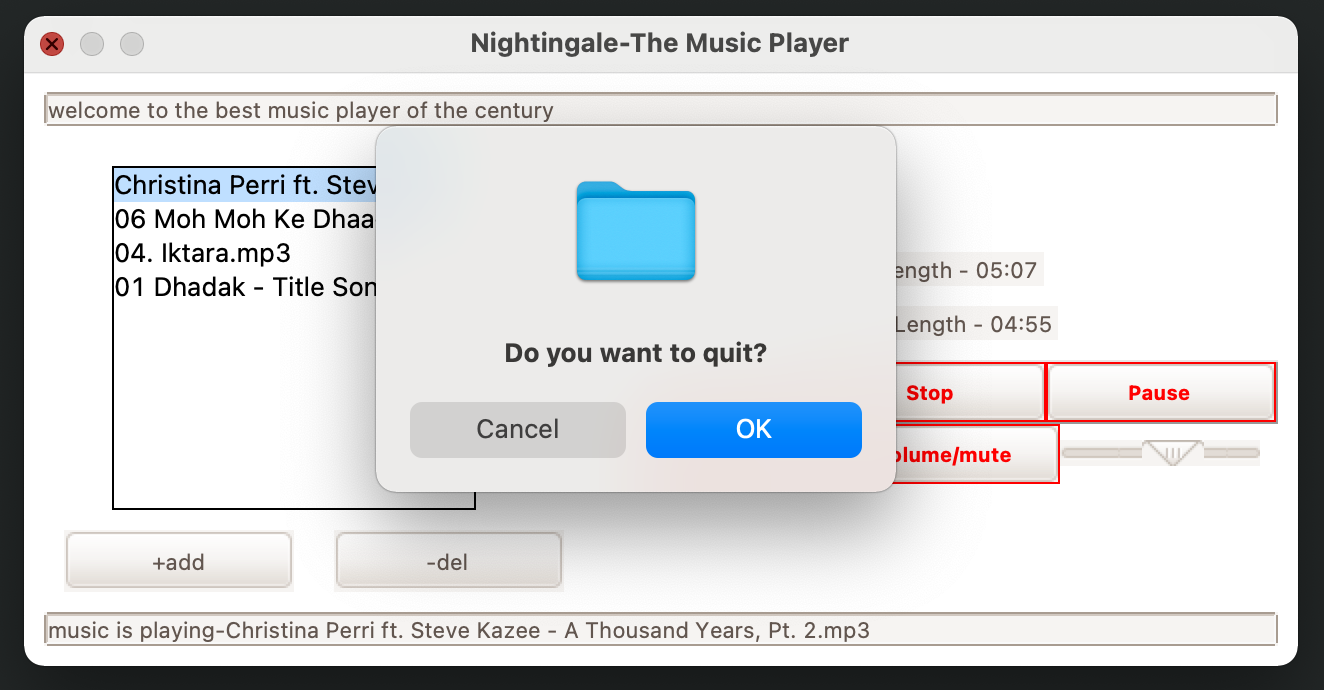 Nightingale-The Music Player
welcome to the best music player of the century
Christina Perri ft. Stev
06 Moh Moh Ke Dhaa
04. Iktara.mp3
01 Dhadak - Title Son
ength - 05:07
Length - 04:55
Do you want to quit?
Cancel
OK
Stop
Pause
olume/mute
+add
-del
music is playing-Christina Perri ft. Steve Kazee - A Thousand Years, Pt. 2.mp3